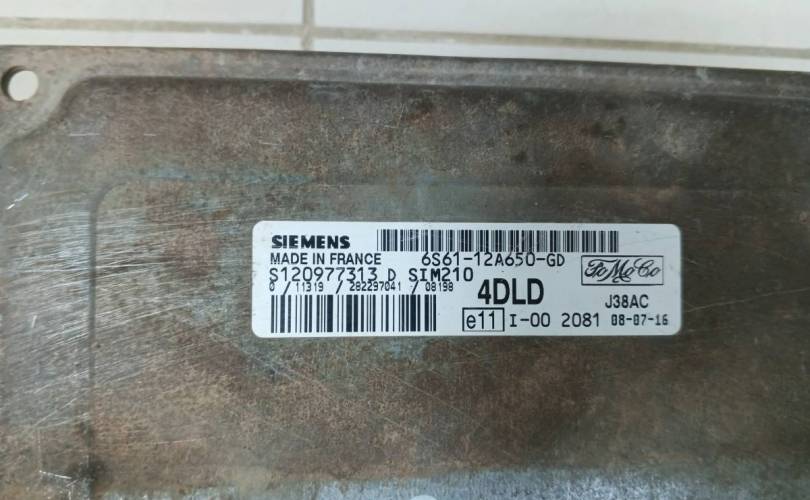 SIEMENS
MADE IN FRANCE 6S61-12A650-GD
S120977313 D SIM210
FoMoCo
0 / 11319 / 282297041 / 08198
4DLD
J38AC
e11 I-00 2081 08-07-16